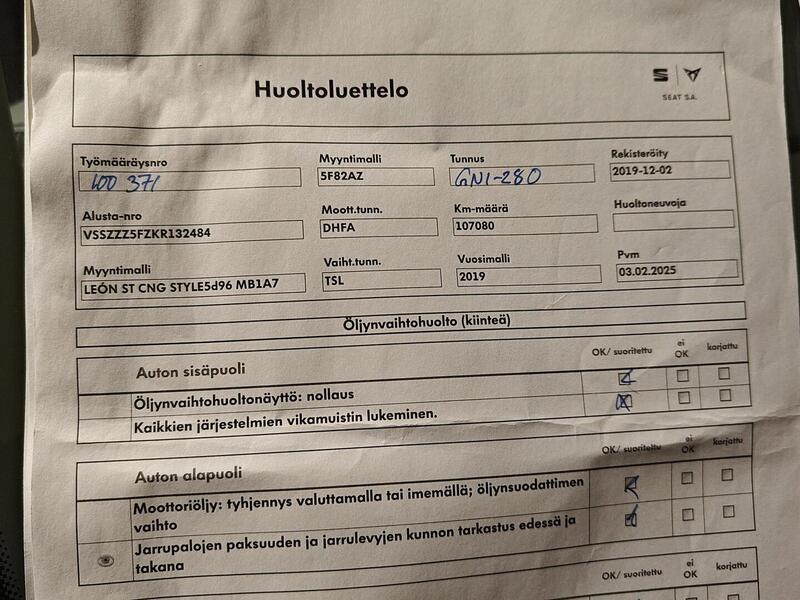 Huoltoluettelo
SEAT S.A.
Työmääräysnro Myyntimalli Tunnus Rekisteröity
100 371 5F82AZ GNI-280 2019-12-02
Alusta-nro Moott.tunn. Km-määrä Huoltoneuvoja
VSSZZZ5FZKR132484 DHFA 107080
Myyntimalli Vaiht.tunn. Vuosimalli Pvm
LEÓN ST CNG STYLE5d96 MB1A7 TSL 2019 03.02.2025
Öljynvaihtohuolto (kiinteä)
Auton sisäpuoli OK/ suoritettu ei OK korjattu
Öljynvaihtohuoltonäyttö: nollaus
Kaikkien järjestelmien vikamuistin lukeminen.
Auton alapuoli OK/ suoritettu ei OK korjattu
Moottoriöljy: tyhjennys valuttamalla tai imemällä; öljynsuodattimen
vaihto
Jarrupalojen paksuuden ja jarrulevyjen kunnon tarkastus edessä ja
takana
OK/ suoritettu ei OK korjattu